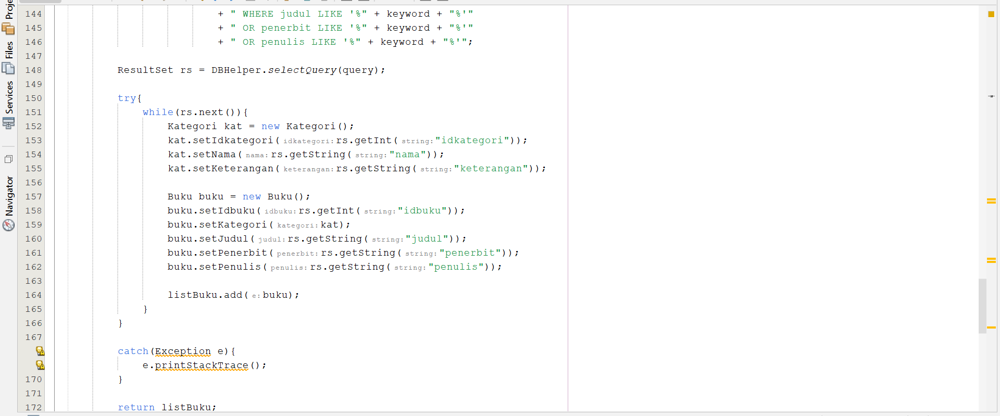 Proje
Files
Services
Navigator
144 + " WHERE judul LIKE '%" + keyword + "%'"
145 + " OR penerbit LIKE '%" + keyword + "%'"
146 + " OR penulis LIKE '%" + keyword + "%'";
147
148 ResultSet rs = DBHelper.selectQuery(query);
149
150 try{
151 while(rs.next()){
152 Kategori kat = new Kategori();
153 kat.setIdkategori( idkategori: rs.getInt( string: "idkategori"));
154 kat.setNama( nama: rs.getString( string: "nama"));
155 kat.setKeterangan( keterangan: rs.getString( string: "keterangan"));
156
157 Buku buku = new Buku();
158 buku.setIdbuku( idbuku: rs.getInt( string: "idbuku"));
159 buku.setKategori( kategori: kat);
160 buku.setJudul( judul: rs.getString( string: "judul"));
161 buku.setPenerbit( penerbit: rs.getString( string: "penerbit"));
162 buku.setPenulis( penulis: rs.getString( string: "penulis"));
163
164 listBuku.add( e: buku);
165 }
166 }
167
catch(Exception e){
e.printStackTrace();
170 }
171
172 return listBuku;